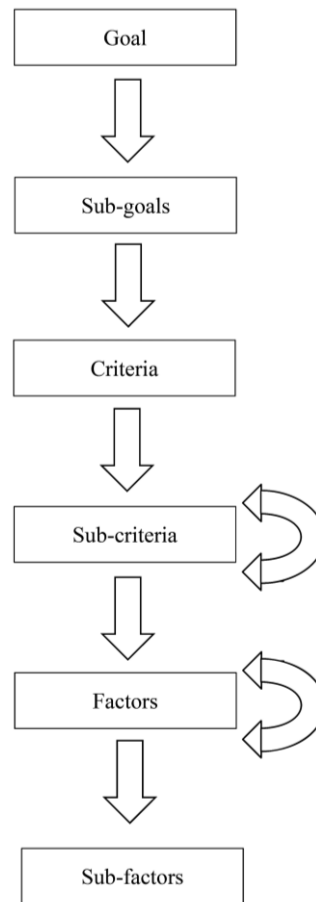 Goal
Sub-goals
Criteria
Sub-criteria
Factors
Sub-factors